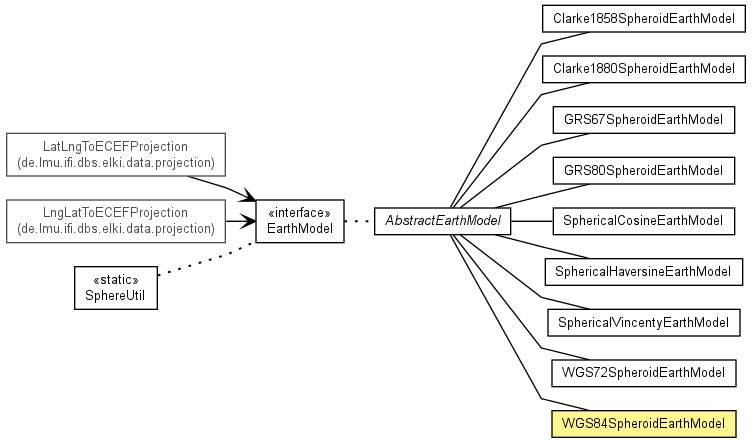 Clarke1858SpheroidEarthModel
Clarke1880SpheroidEarthModel
GRS67SpheroidEarthModel
GRS80SpheroidEarthModel
LatLngToECEFProjection
(de.lmu.ifi.dbs.elki.data.projection)
LngLatToECEFProjection
(de.lmu.ifi.dbs.elki.data.projection)
«interface»
EarthModel
AbstractEarthModel
SphericalCosineEarthModel
«static»
SphereUtil
SphericalHaversineEarthModel
SphericalVincentyEarthModel
WGS72SpheroidEarthModel
WGS84SpheroidEarthModel